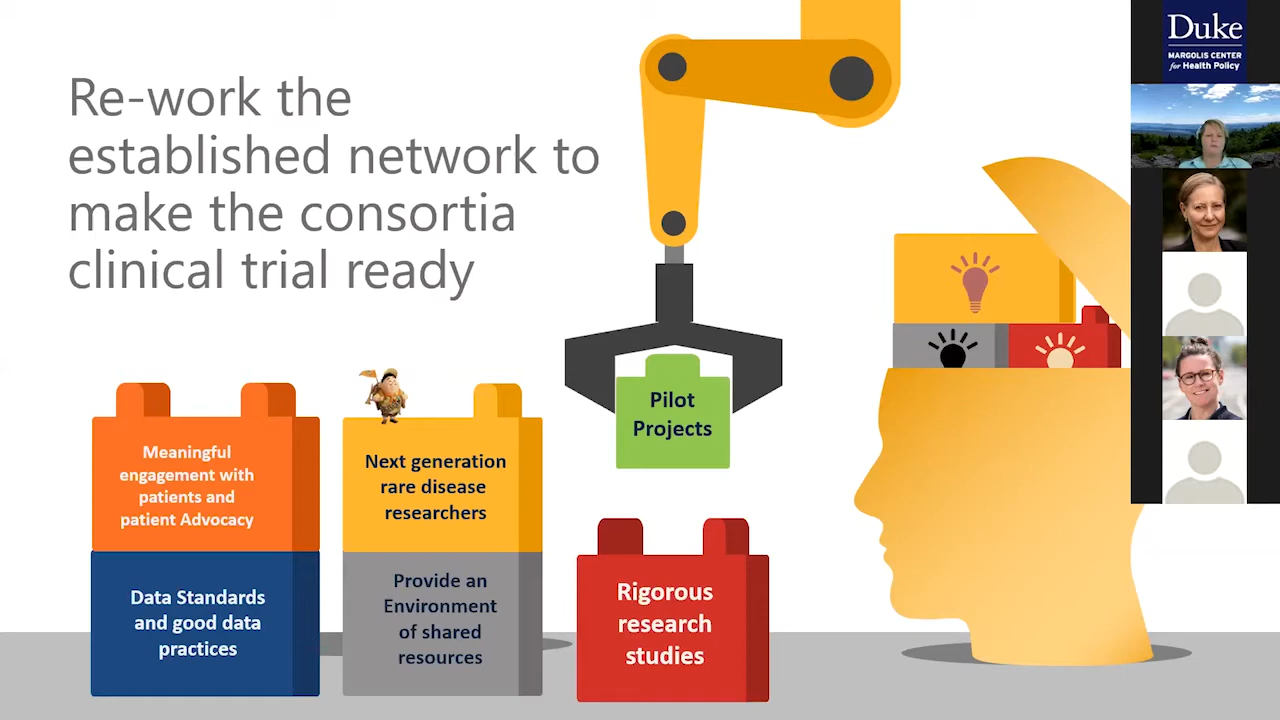 Re-work the
established network to
make the consortia
clinical trial ready
Meaningful
engagement with
patients and
patient Advocacy
Data Standards
and good data
practices
Next generation
rare disease
researchers
Provide an
Environment
of shared
resources
Pilot
Projects
Rigorous
research
studies
Duke
MARGOLIS CENTER
for Health Policy